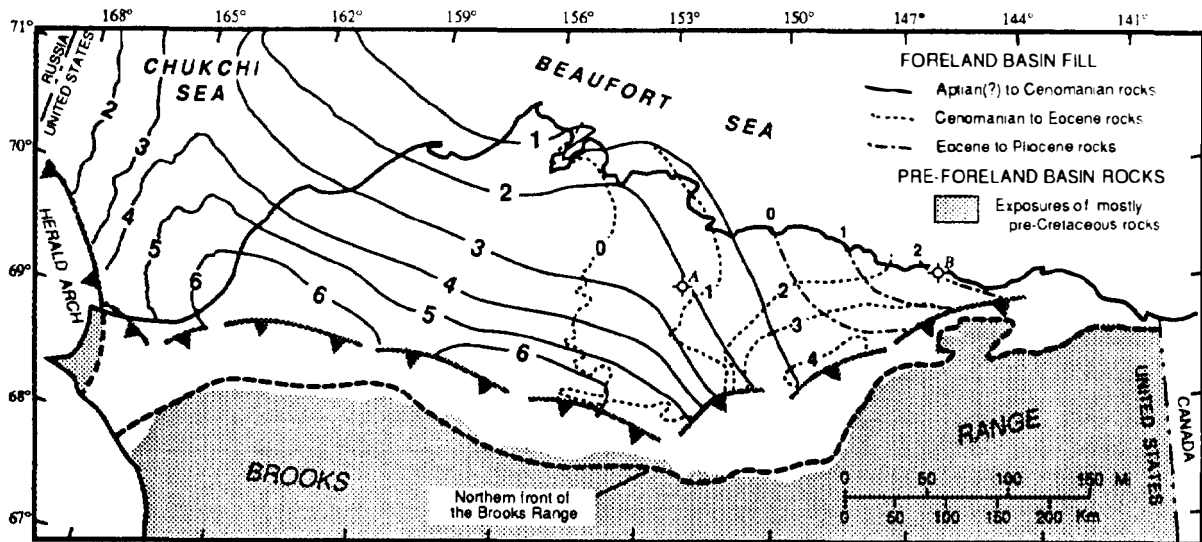 168° 165° 162° 159° 156° 153° 150° 147° 144° 141°
71°
70°
69°
68°
67°
RUSSIA
UNITED STATES
CHUKCHI
SEA
BEAUFORT
SEA
FORELAND BASIN FILL
Aptian(?) to Cenomanian rocks
Cenomanian to Eocene rocks
Eocene to Pliocene rocks
PRE-FORELAND BASIN ROCKS
Exposures of mostly
pre-Cretaceous rocks
HERALD ARCH
2
3
4
5
6
6
1
2
3
4
5
6
0
1
2
3
4
0
1
2
A
B
BROOKS
RANGE
Northern front of
the Brooks Range
UNITED STATES
CANADA
0 50 100 150 Mi
0 50 100 150 200 Km